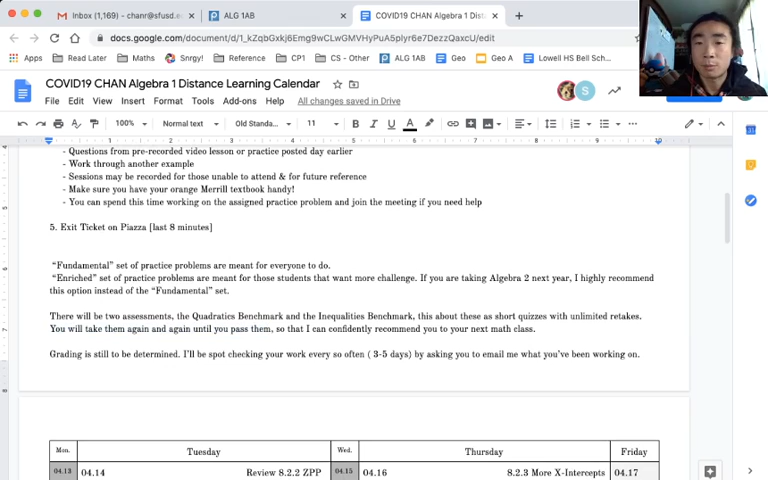 Inbox (1,169) - chanr@sfusd.e
ALG 1AB
COVID19 CHAN Algebra 1 Dista
docs.google.com/document/d/1_kZqbGxkj6Emg9wCLwGMVHyPuA5plyr6e7DezzQaxcU/edit
Apps Read Later Maths Snrgy! Reference CP1 CS - Other ALG 1AB Geo Geo A Lowell HS Bell Sch...
COVID19 CHAN Algebra 1 Distance Learning Calendar
File Edit View Insert Format Tools Add-ons Help All changes saved in Drive
S
100% Normal text Old Standa... 11 B I U A
1 2 3 4 5 6 7 8 9 10
- Questions from pre-recorded video lesson or practice posted day earlier
- Work through another example
- Sessions may be recorded for those unable to attend & for future reference
- Make sure you have your orange Merrill textbook handy!
- You can spend this time working on the assigned practice problem and join the meeting if you need help
5. Exit Ticket on Piazza [last 8 minutes]
“Fundamental” set of practice problems are meant for everyone to do.
“Enriched” set of practice problems are meant for those students that want more challenge. If you are taking Algebra 2 next year, I highly recommend
this option instead of the “Fundamental” set.
There will be two assessments, the Quadratics Benchmark and the Inequalities Benchmark, this about these as short quizzes with unlimited retakes.
You will take them again and again until you pass them, so that I can confidently recommend you to your next math class.
Grading is still to be determined. I'll be spot checking your work every so often ( 3-5 days) by asking you to email me what you've been working on.
Mon. Tuesday Wed. Thursday Friday
04.13 04.14 Review 8.2.2 ZPP 04.15 04.16 8.2.3 More X-Intercepts 04.17